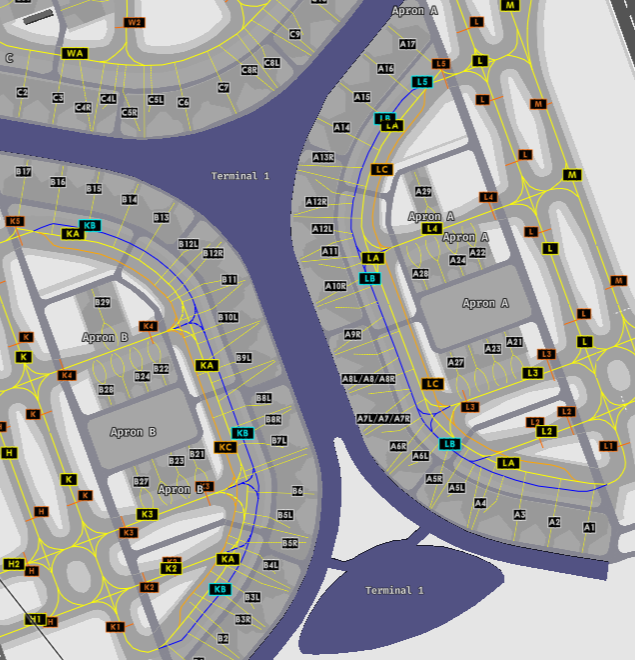 Apron A
M
W2
L
C9
A17
WA
L5
L
C
C8L
A16
C8R
L5
C7
C2
C3
C4R
C4L
C5L
C5R
C6
A15
L
M
LB
LA
A14
A13R
L
B17
B16
B15
B14
Terminal 1
LC
M
A29
L4
A12R
K5
KB
KA
B13
Apron A
A12L
L4
L
Apron A
B12L
B12R
A11
LA
A22
L
A24
B11
LB
A28
A10R
M
B29
Apron A
B10L
L
K4
A9R
K
Apron B
A21
L
K
B9L
A23
L3
KA
A27
B22
K4
B24
A8L/A8/A8R
L3
B28
LC
B8L
L3
K
L2
A7L/A7/A7R
B8R
L2
Apron B
KB
L2
B7L
LB
A6R
L1
KC
H
B21
A6L
B23
LA
K
B27
Apron B
A5R
K
A5L
B6
H
K3
A4
B5L
A3
A2
A1
K3
B5R
KA
H2
H
K2
B4L
K2
KB
Terminal 1
B3L
H1
H
B3R
K1
B2